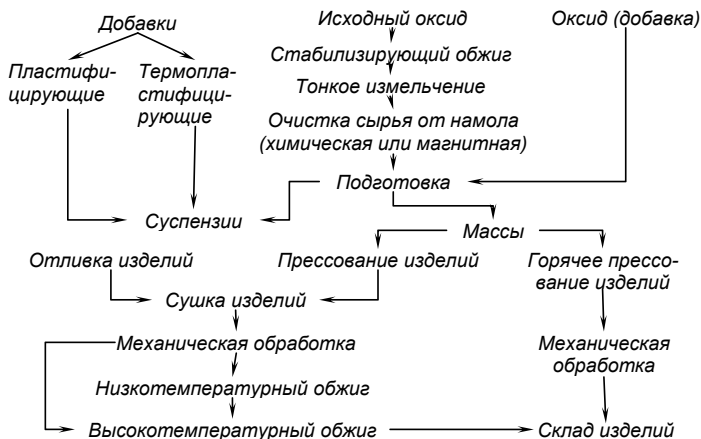 Добавки
Исходный оксид
Оксид (добавка)
Стабилизирующий обжиг
Пластифи-
цирующие
Термопла-
стифици-
рующие
Тонкое измельчение
Очистка сырья от намола
(химическая или магнитная)
Подготовка
Суспензии
Массы
Отливка изделий
Прессование изделий
Горячее прессо-
вание изделий
Сушка изделий
Механическая обработка
Механическая
обработка
Низкотемпературный обжиг
Высокотемпературный обжиг
Склад изделий